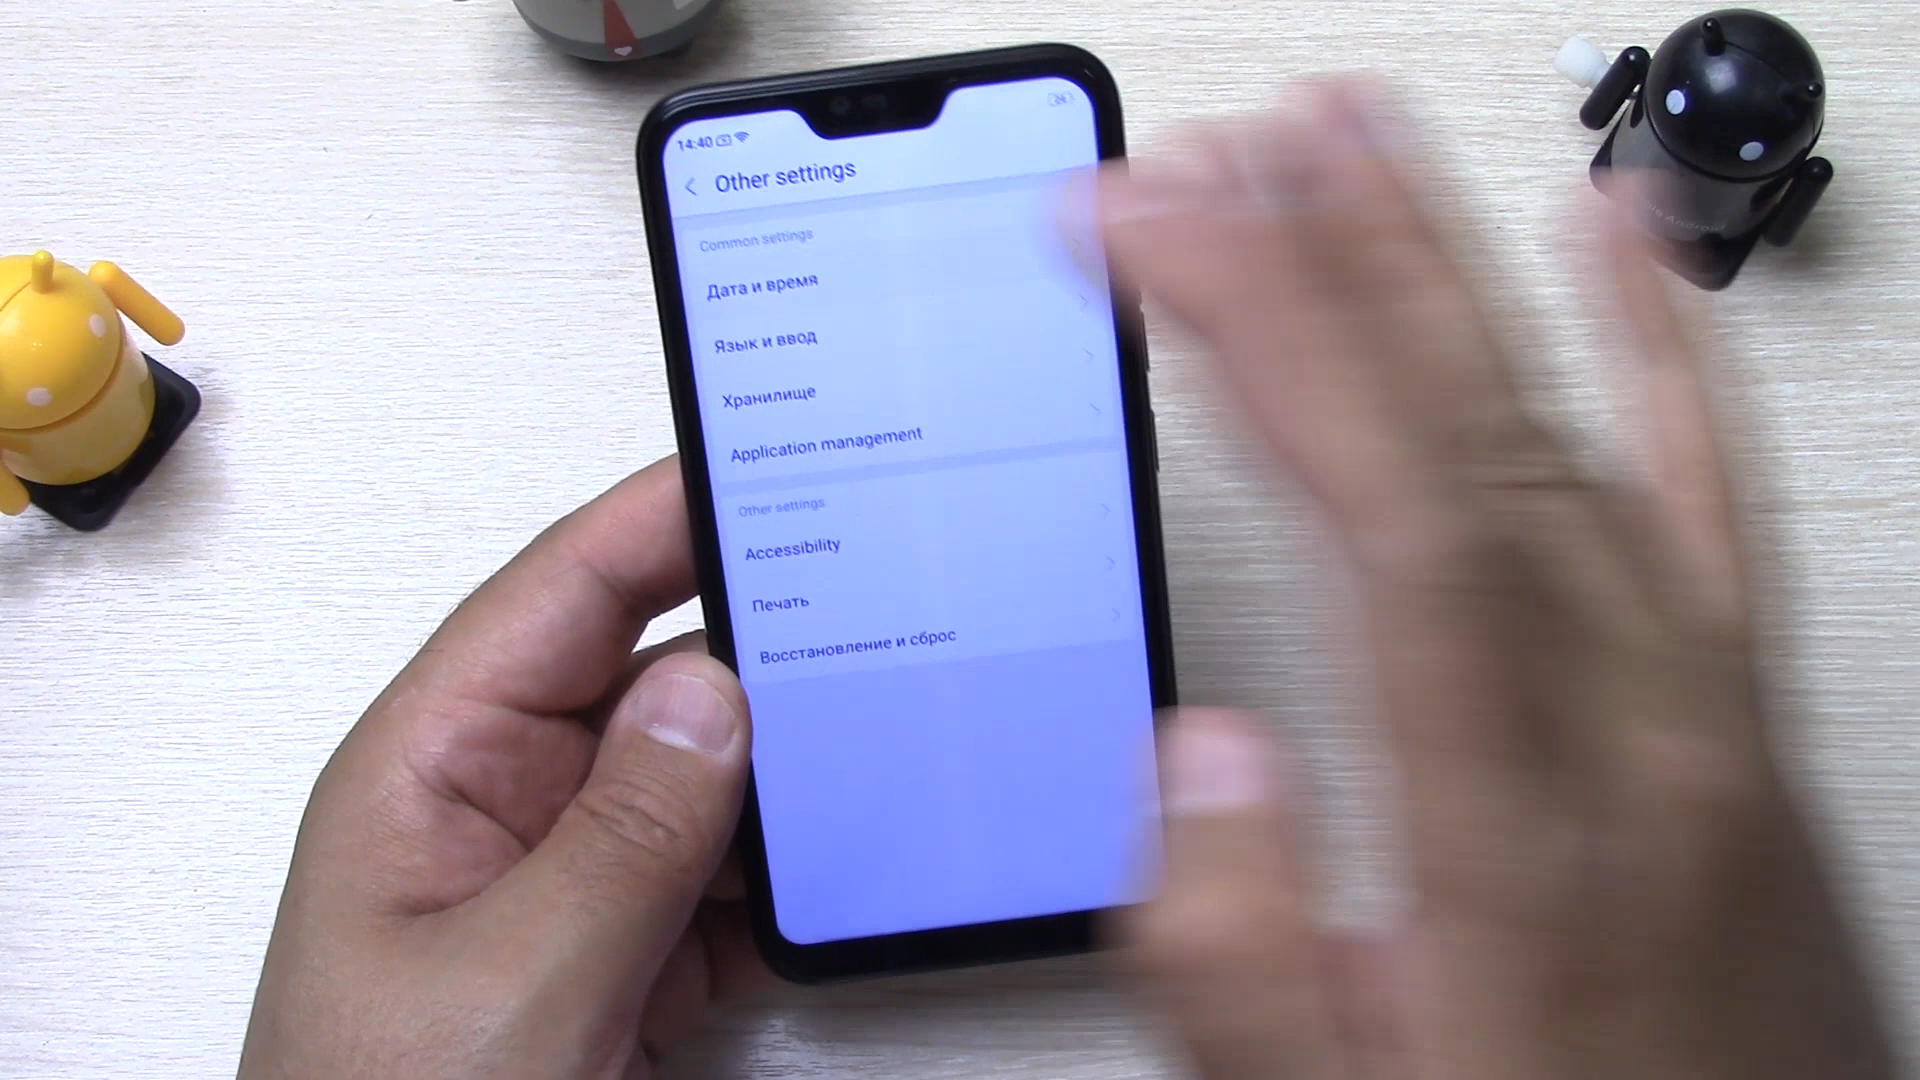 14:40
Other settings
Common settings
Дата и время
Язык и ввод
Хранилище
Application management
Other settings
Accessibility
Печать
Восстановление и сброс